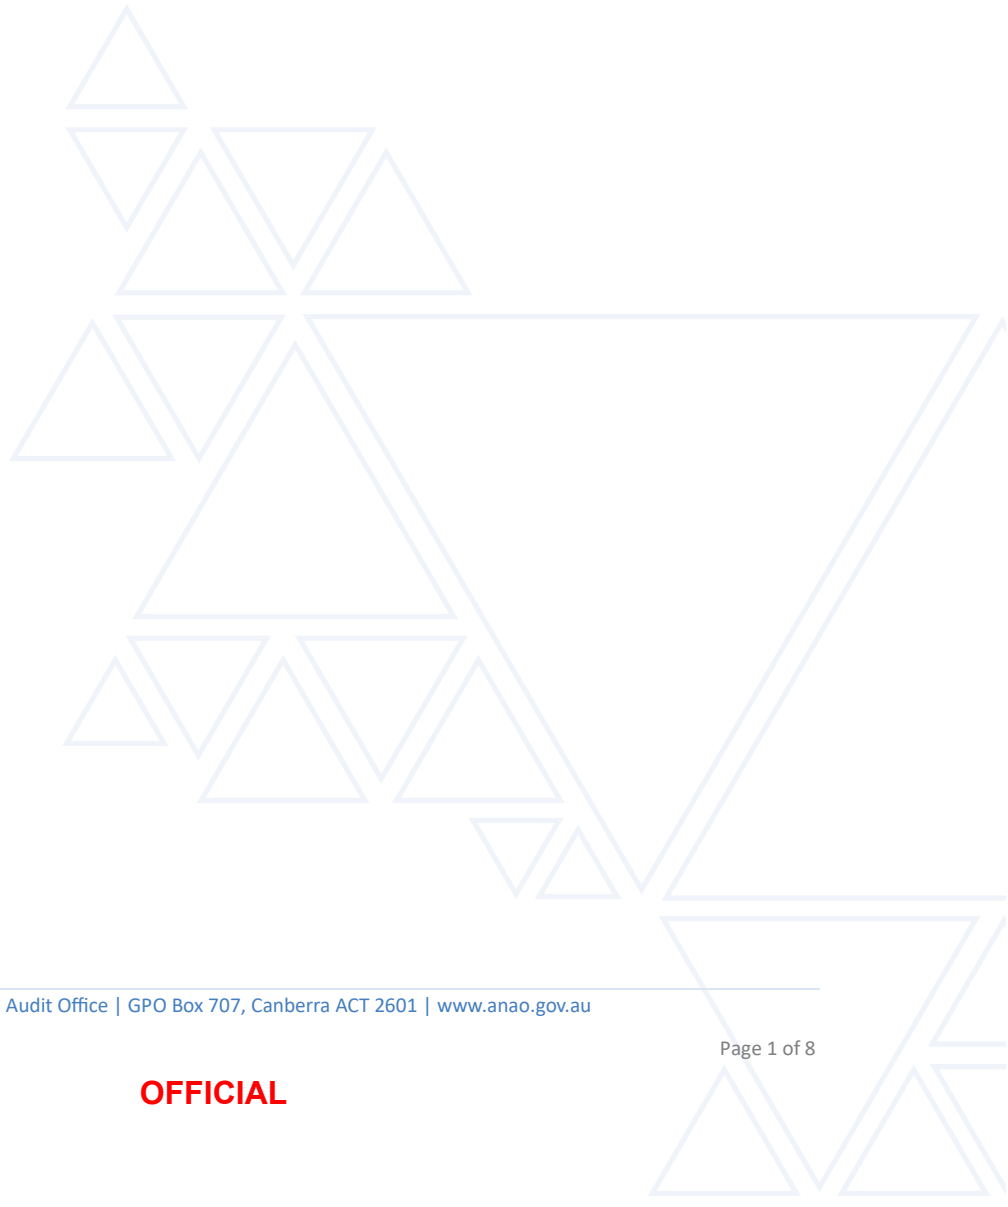 Audit Office | GPO Box 707, Canberra ACT 2601 | www.anao.gov.au
Page 1 of 8
OFFICIAL